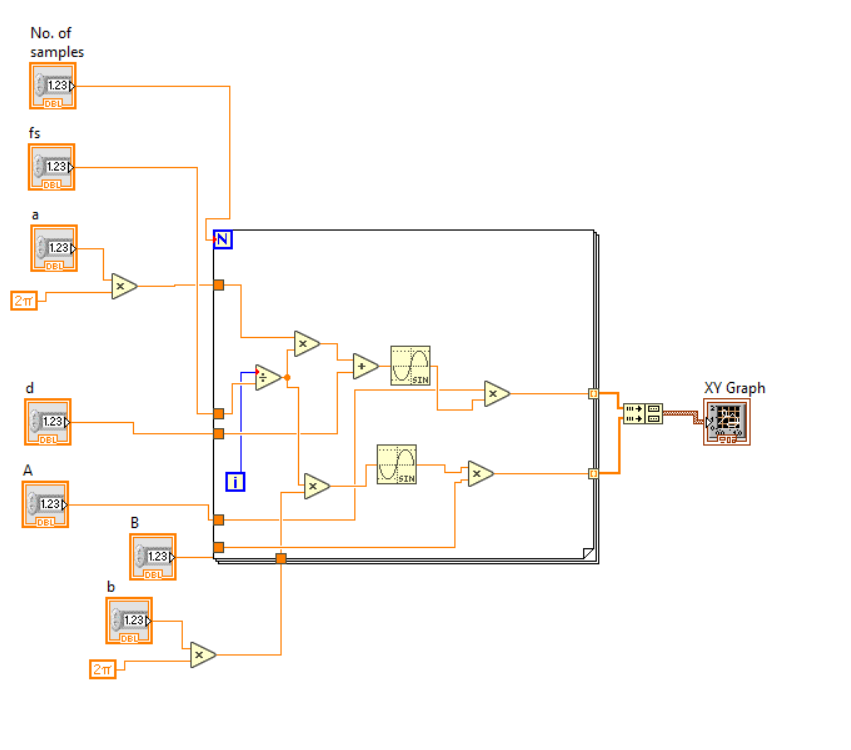 No. of
samples
1.23
DBL
fs
1.23
DBL
a
1.23
DBL
×
2π
N
d
1.23
DBL
×
÷
+
SIN
×
XY Graph
i
A
1.23
DBL
×
SIN
×
B
1.23
DBL
b
1.23
DBL
×
2π